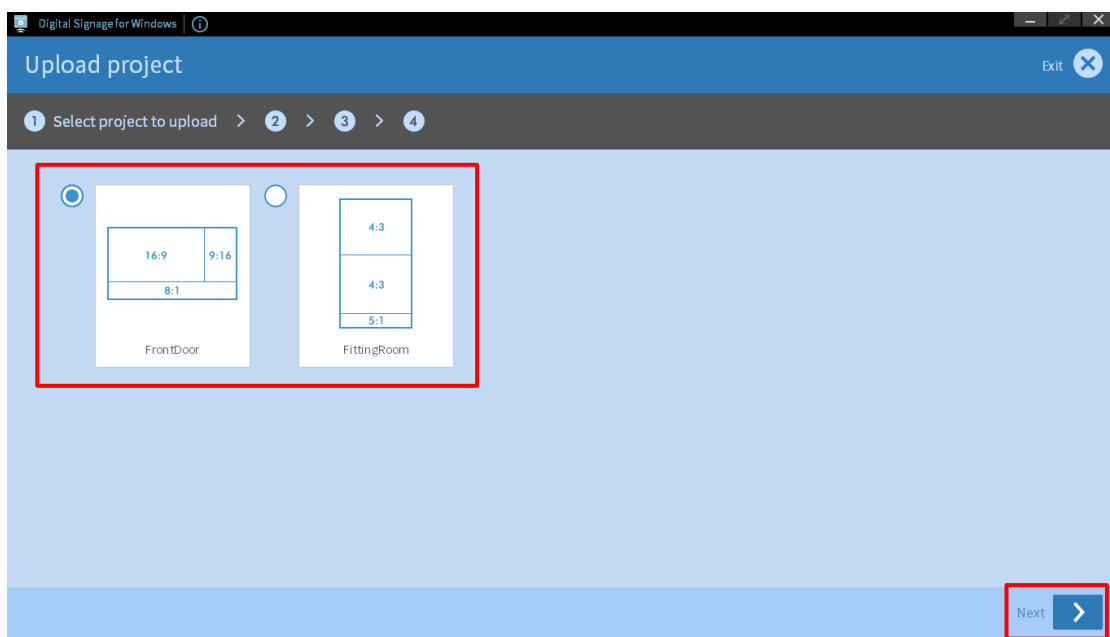 Digital Signage for Windows
Upload project
Exit
1 Select project to upload > 2 > 3 > 4
16:9
9:16
8:1
FrontDoor
4:3
4:3
5:1
FittingRoom
Next